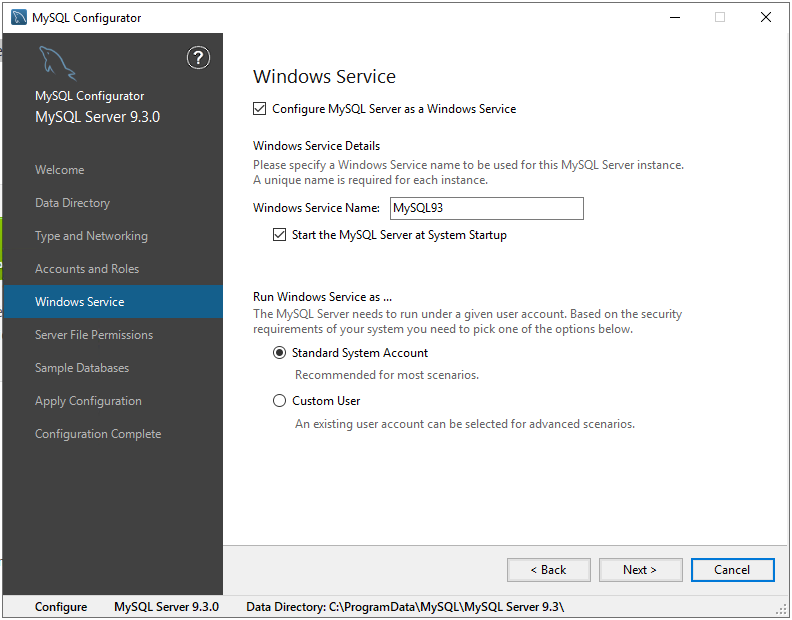 MySQL Configurator
?
MySQL Configurator
MySQL Server 9.3.0
Welcome
Data Directory
Type and Networking
Accounts and Roles
Windows Service
Server File Permissions
Sample Databases
Apply Configuration
Configuration Complete
Windows Service
Configure MySQL Server as a Windows Service
Windows Service Details
Please specify a Windows Service name to be used for this MySQL Server instance.
A unique name is required for each instance.
Windows Service Name: MySQL93
Start the MySQL Server at System Startup
Run Windows Service as ...
The MySQL Server needs to run under a given user account. Based on the security
requirements of your system you need to pick one of the options below.
Standard System Account
Recommended for most scenarios.
Custom User
An existing user account can be selected for advanced scenarios.
< Back Next > Cancel
Configure MySQL Server 9.3.0 Data Directory: C:\ProgramData\MySQL\MySQL Server 9.3\